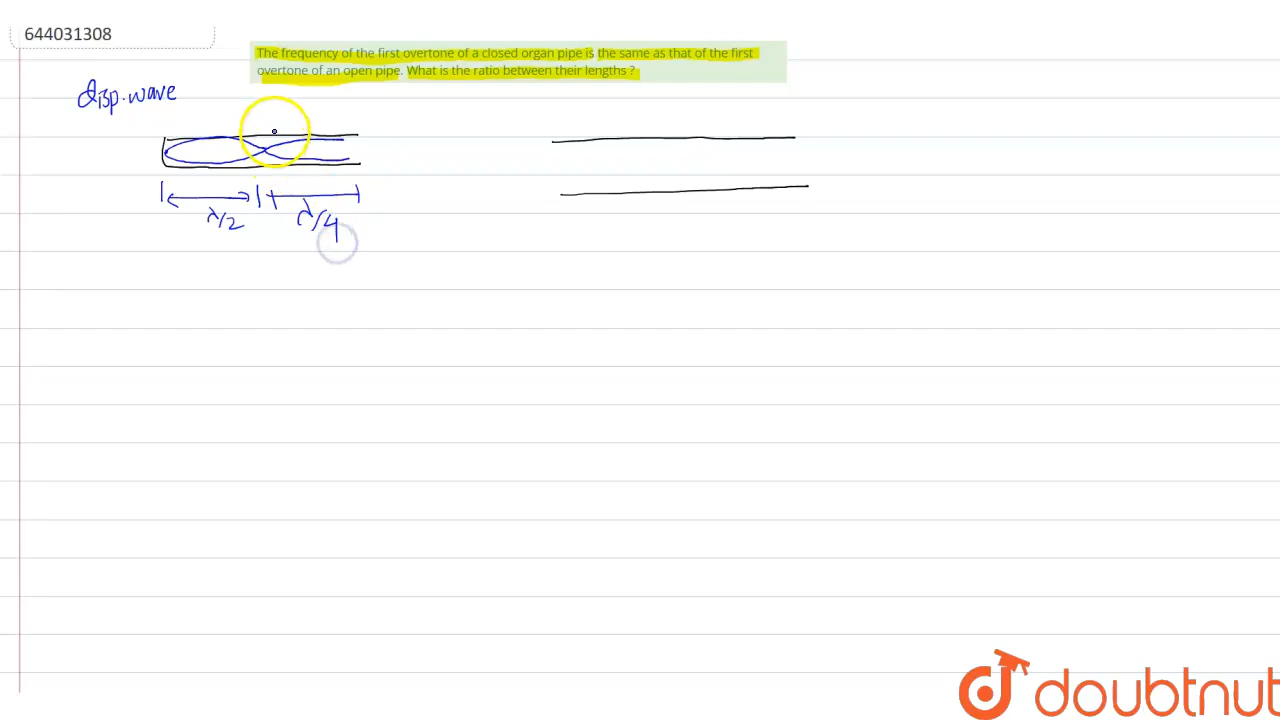 644031308
The frequency of the first overtone of a closed organ pipe is the same as that of the first
overtone of an open pipe. What is the ratio between their lengths ?
disp.wave
λ/2
λ/4
doubtnut